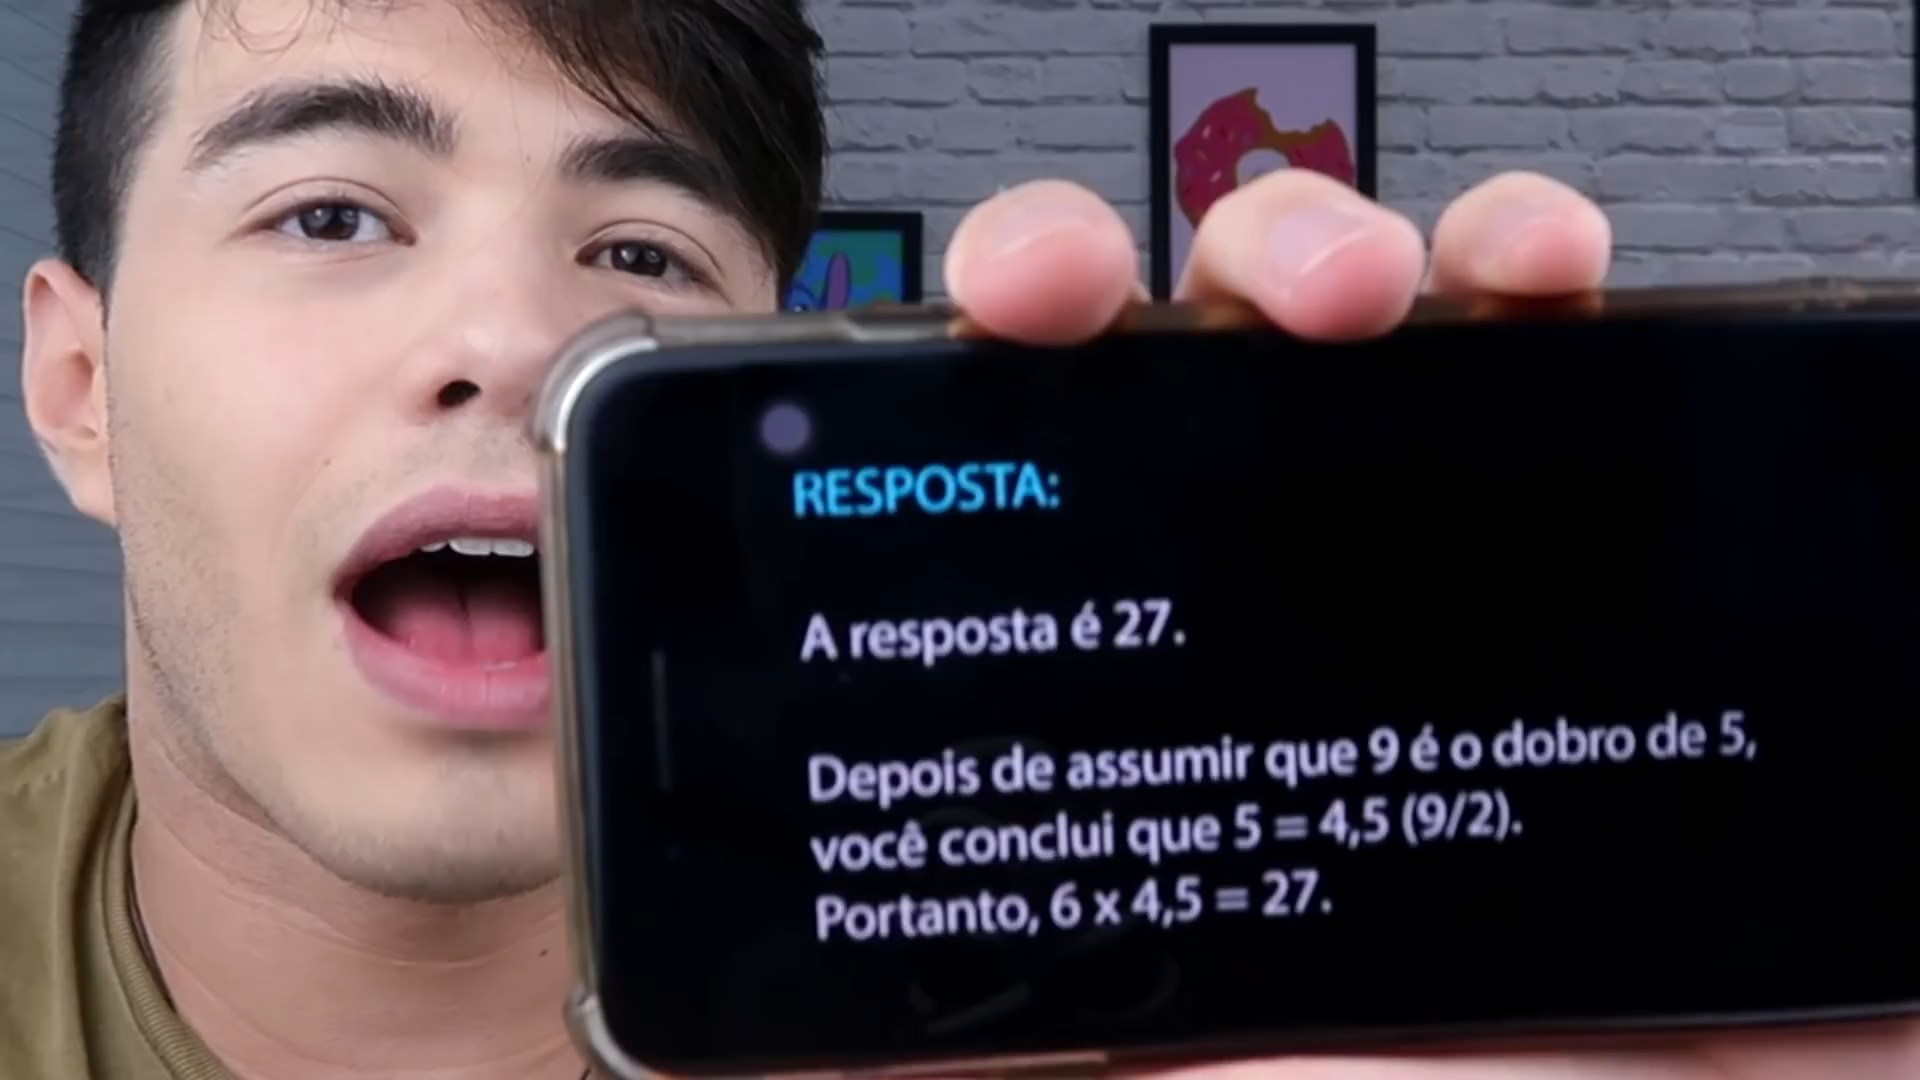 RESPOSTA:
A resposta é 27.
Depois de assumir que 9 é o dobro de 5,
você conclui que 5 = 4,5 (9/2).
Portanto, 6 x 4,5 = 27.